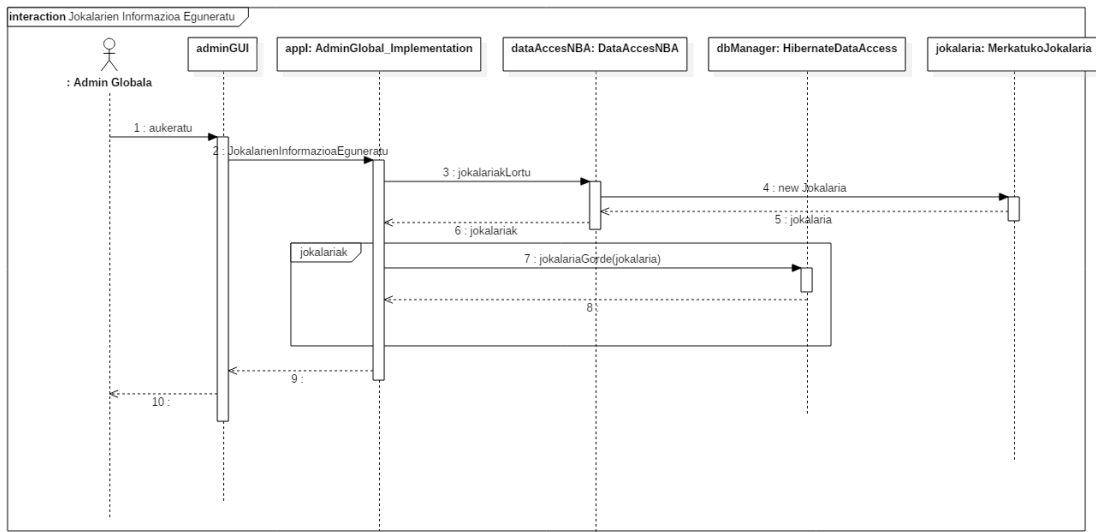 interaction Jokalarien Informazioa Eguneratu
: Admin Globala
adminGUI
appI: AdminGlobal_Implementation
dataAccesNBA: DataAccesNBA
dbManager: HibernateDataAccess
jokalaria: MerkatukoJokalaria
1 : aukeratu
2 : JokalarienInformazioaEguneratu
3 : jokalariakLortu
4 : new Jokalaria
5 : jokalaria
6 : jokalariak
jokalariak
7 : jokalariaGorde(jokalaria)
8 :
9 :
10 :